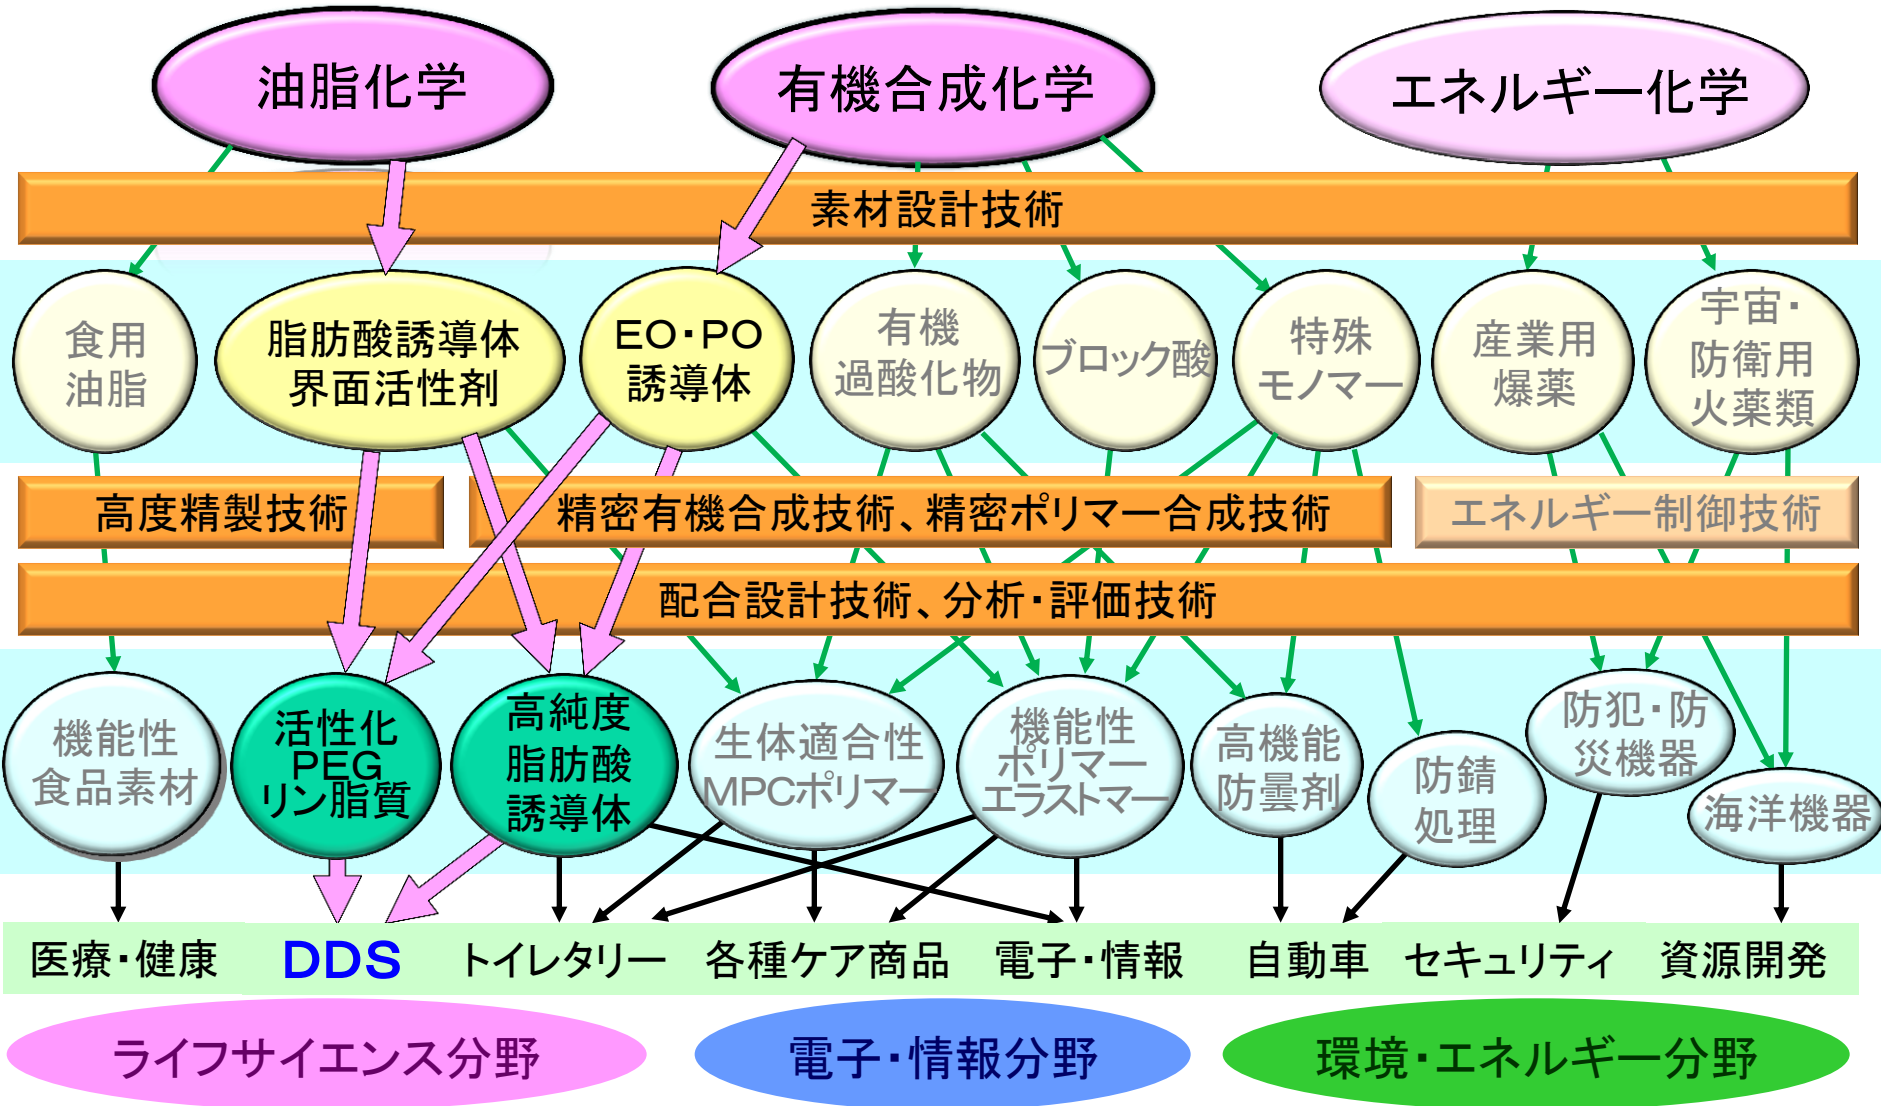 油脂化学
有機合成化学
エネルギー化学
素材設計技術
食用
油脂
脂肪酸誘導体
界面活性剤
EO・PO
誘導体
有機
過酸化物
ブロック酸
特殊
モノマー
産業用
爆薬
宇宙・
防衛用
火薬類
高度精製技術
精密有機合成技術、精密ポリマー合成技術
エネルギー制御技術
配合設計技術、分析・評価技術
機能性
食品素材
活性化
PEG
リン脂質
高純度
脂肪酸
誘導体
生体適合性
MPCポリマー
機能性
ポリマー
エラストマー
高機能
防曇剤
防錆
処理
防犯・防
災機器
海洋機器
医療・健康
DDS
トイレタリー
各種ケア商品
電子・情報
自動車
セキュリティ
資源開発
ライフサイエンス分野
電子・情報分野
環境・エネルギー分野